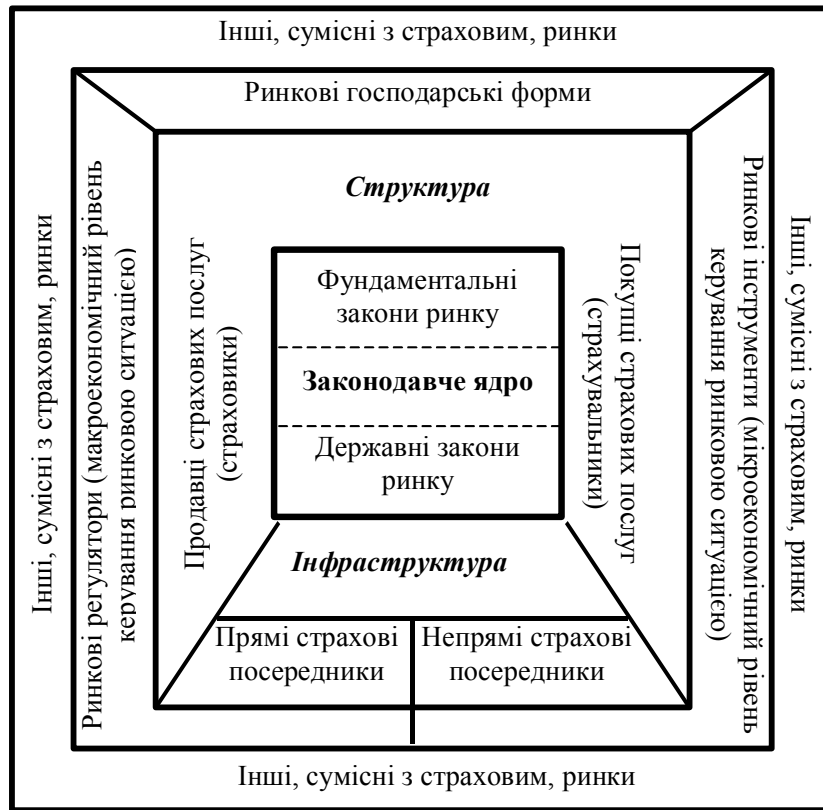 Інші, сумісні з страховим, ринки
Ринкові господарські форми
Інші, сумісні з страховим, ринки
Ринкові регулятори (макроекономічний рівень
керування ринковою ситуацією)
Структура
Продавці страхових послуг
(страховики)
Фундаментальні
закони ринку
Законодавче ядро
Державні закони
ринку
Покупці страхових послуг
(страхувальники)
Ринкові інструменти (мікроекономічний рівень
керування ринковою ситуацією)
Інші, сумісні з страховим, ринки
Інфраструктура
Прямі страхові
посередники
Непрямі страхові
посередники
Інші, сумісні з страховим, ринки